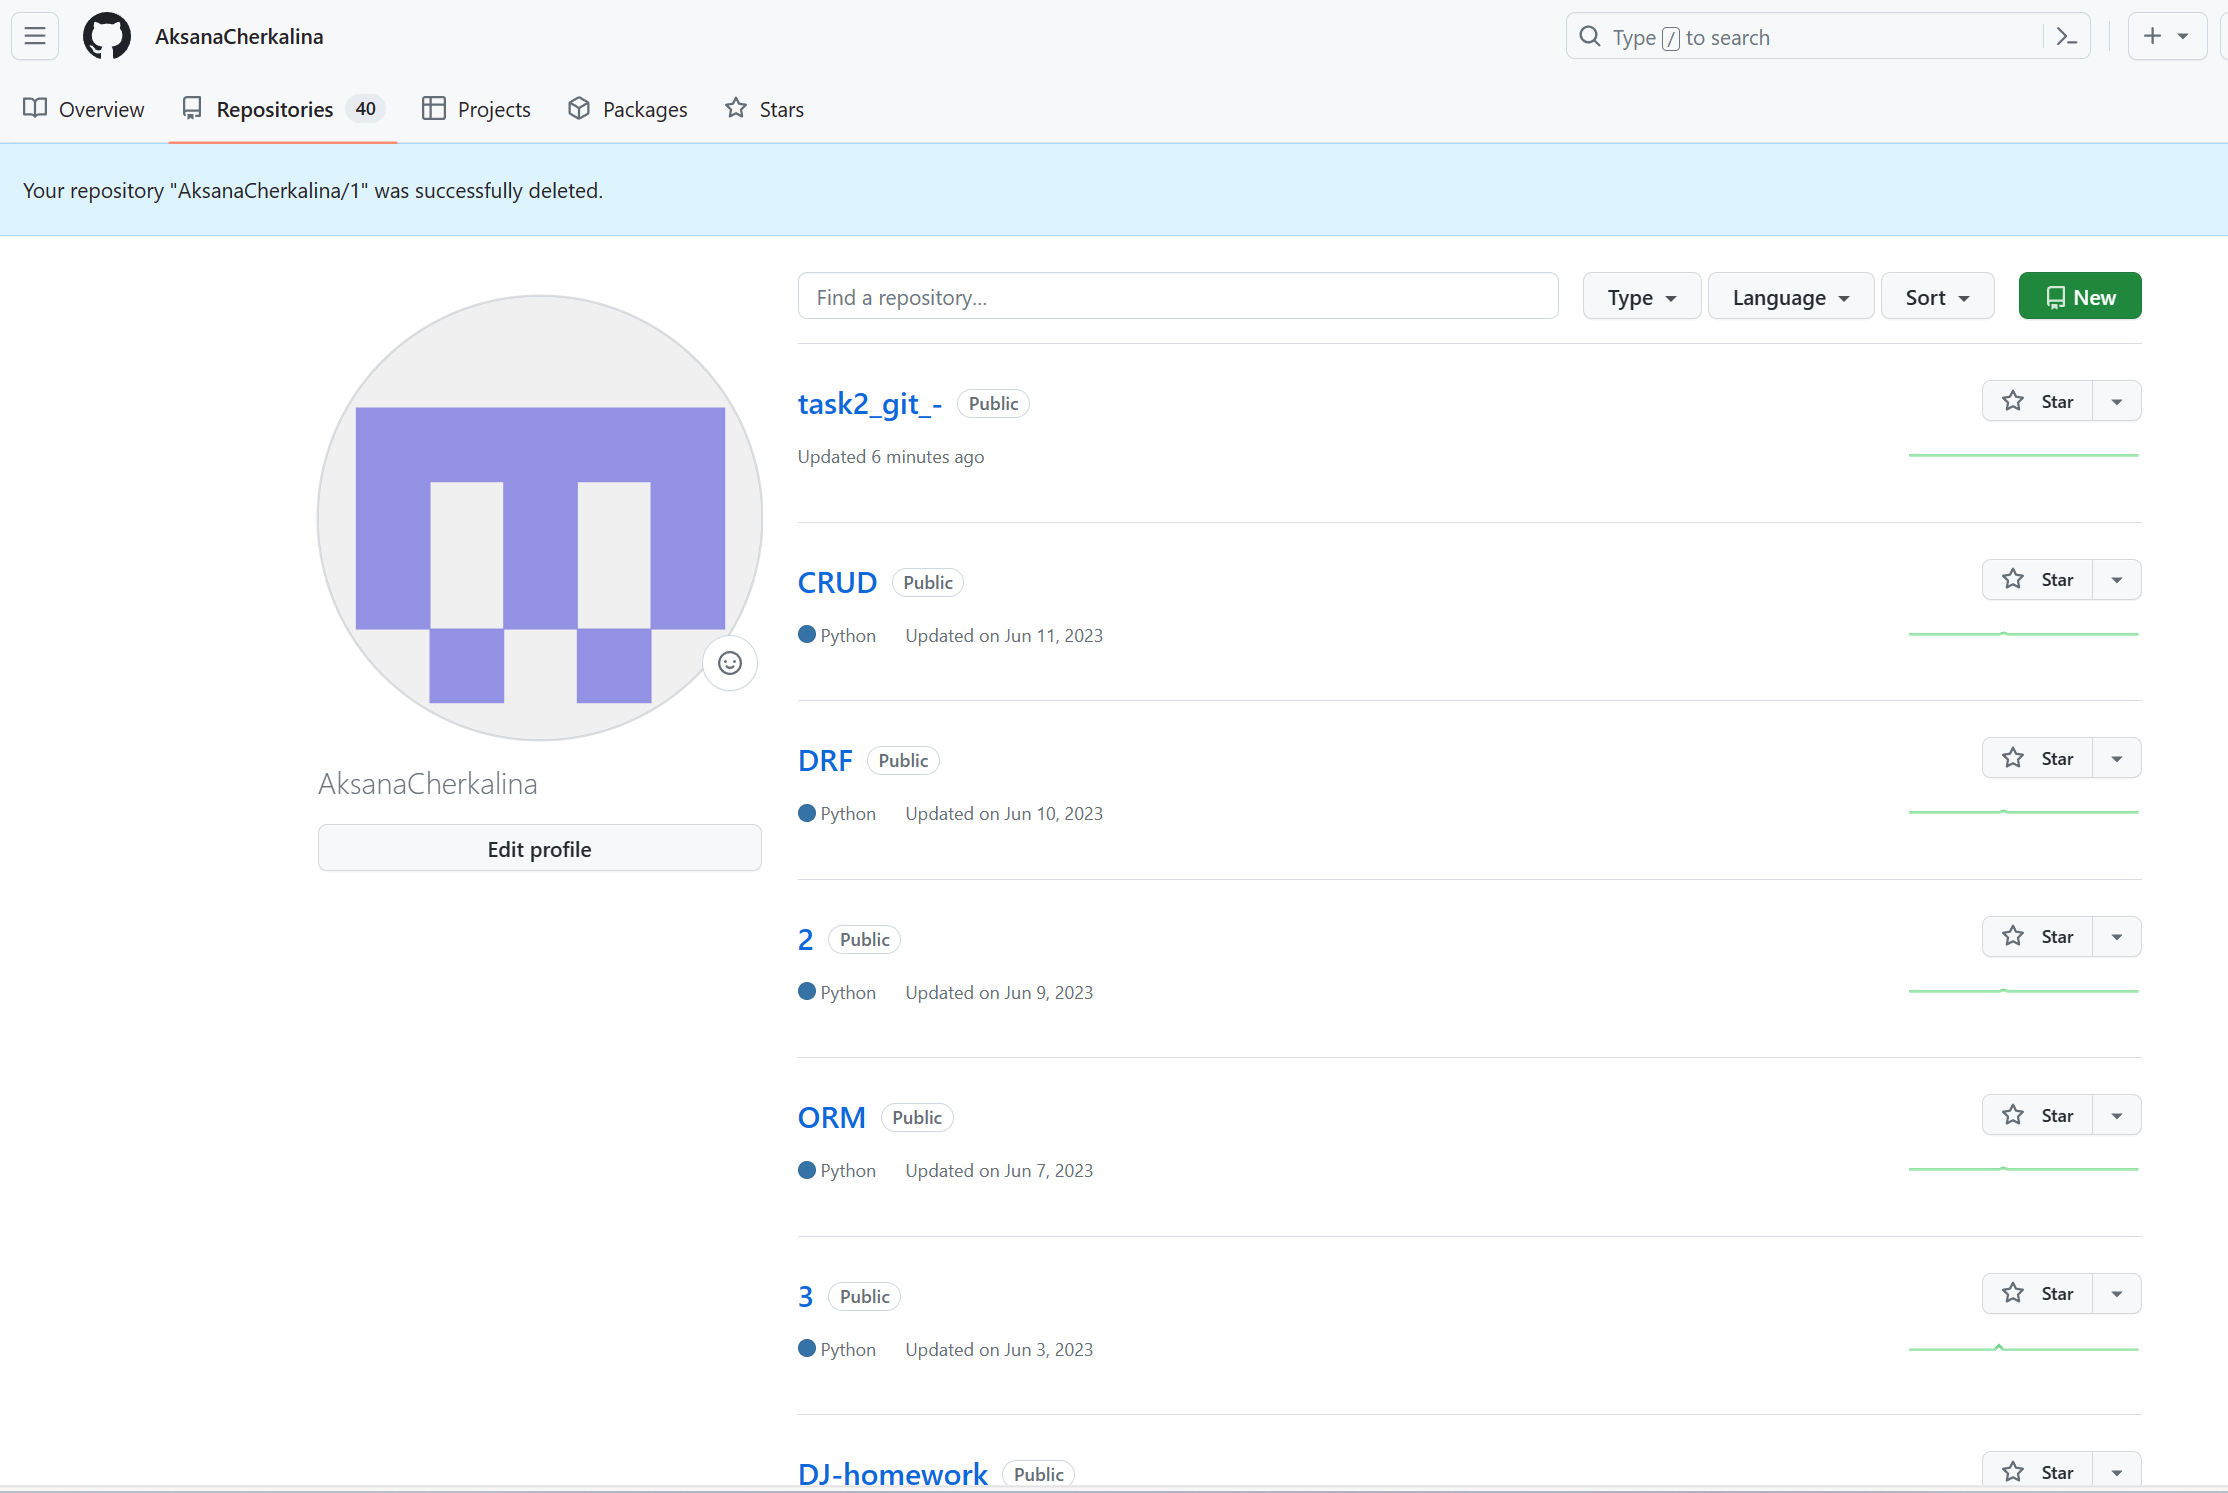 AksanaCherkalina
Type / to search
Overview Repositories 40 Projects Packages Stars
Your repository "AksanaCherkalina/1" was successfully deleted.
Find a repository... Type Language Sort New
task2_git_- Public Star
Updated 6 minutes ago
CRUD Public Star
Python Updated on Jun 11, 2023
DRF Public Star
Python Updated on Jun 10, 2023
AksanaCherkalina
Edit profile
2 Public Star
Python Updated on Jun 9, 2023
ORM Public Star
Python Updated on Jun 7, 2023
3 Public Star
Python Updated on Jun 3, 2023
DJ-homework Public Star